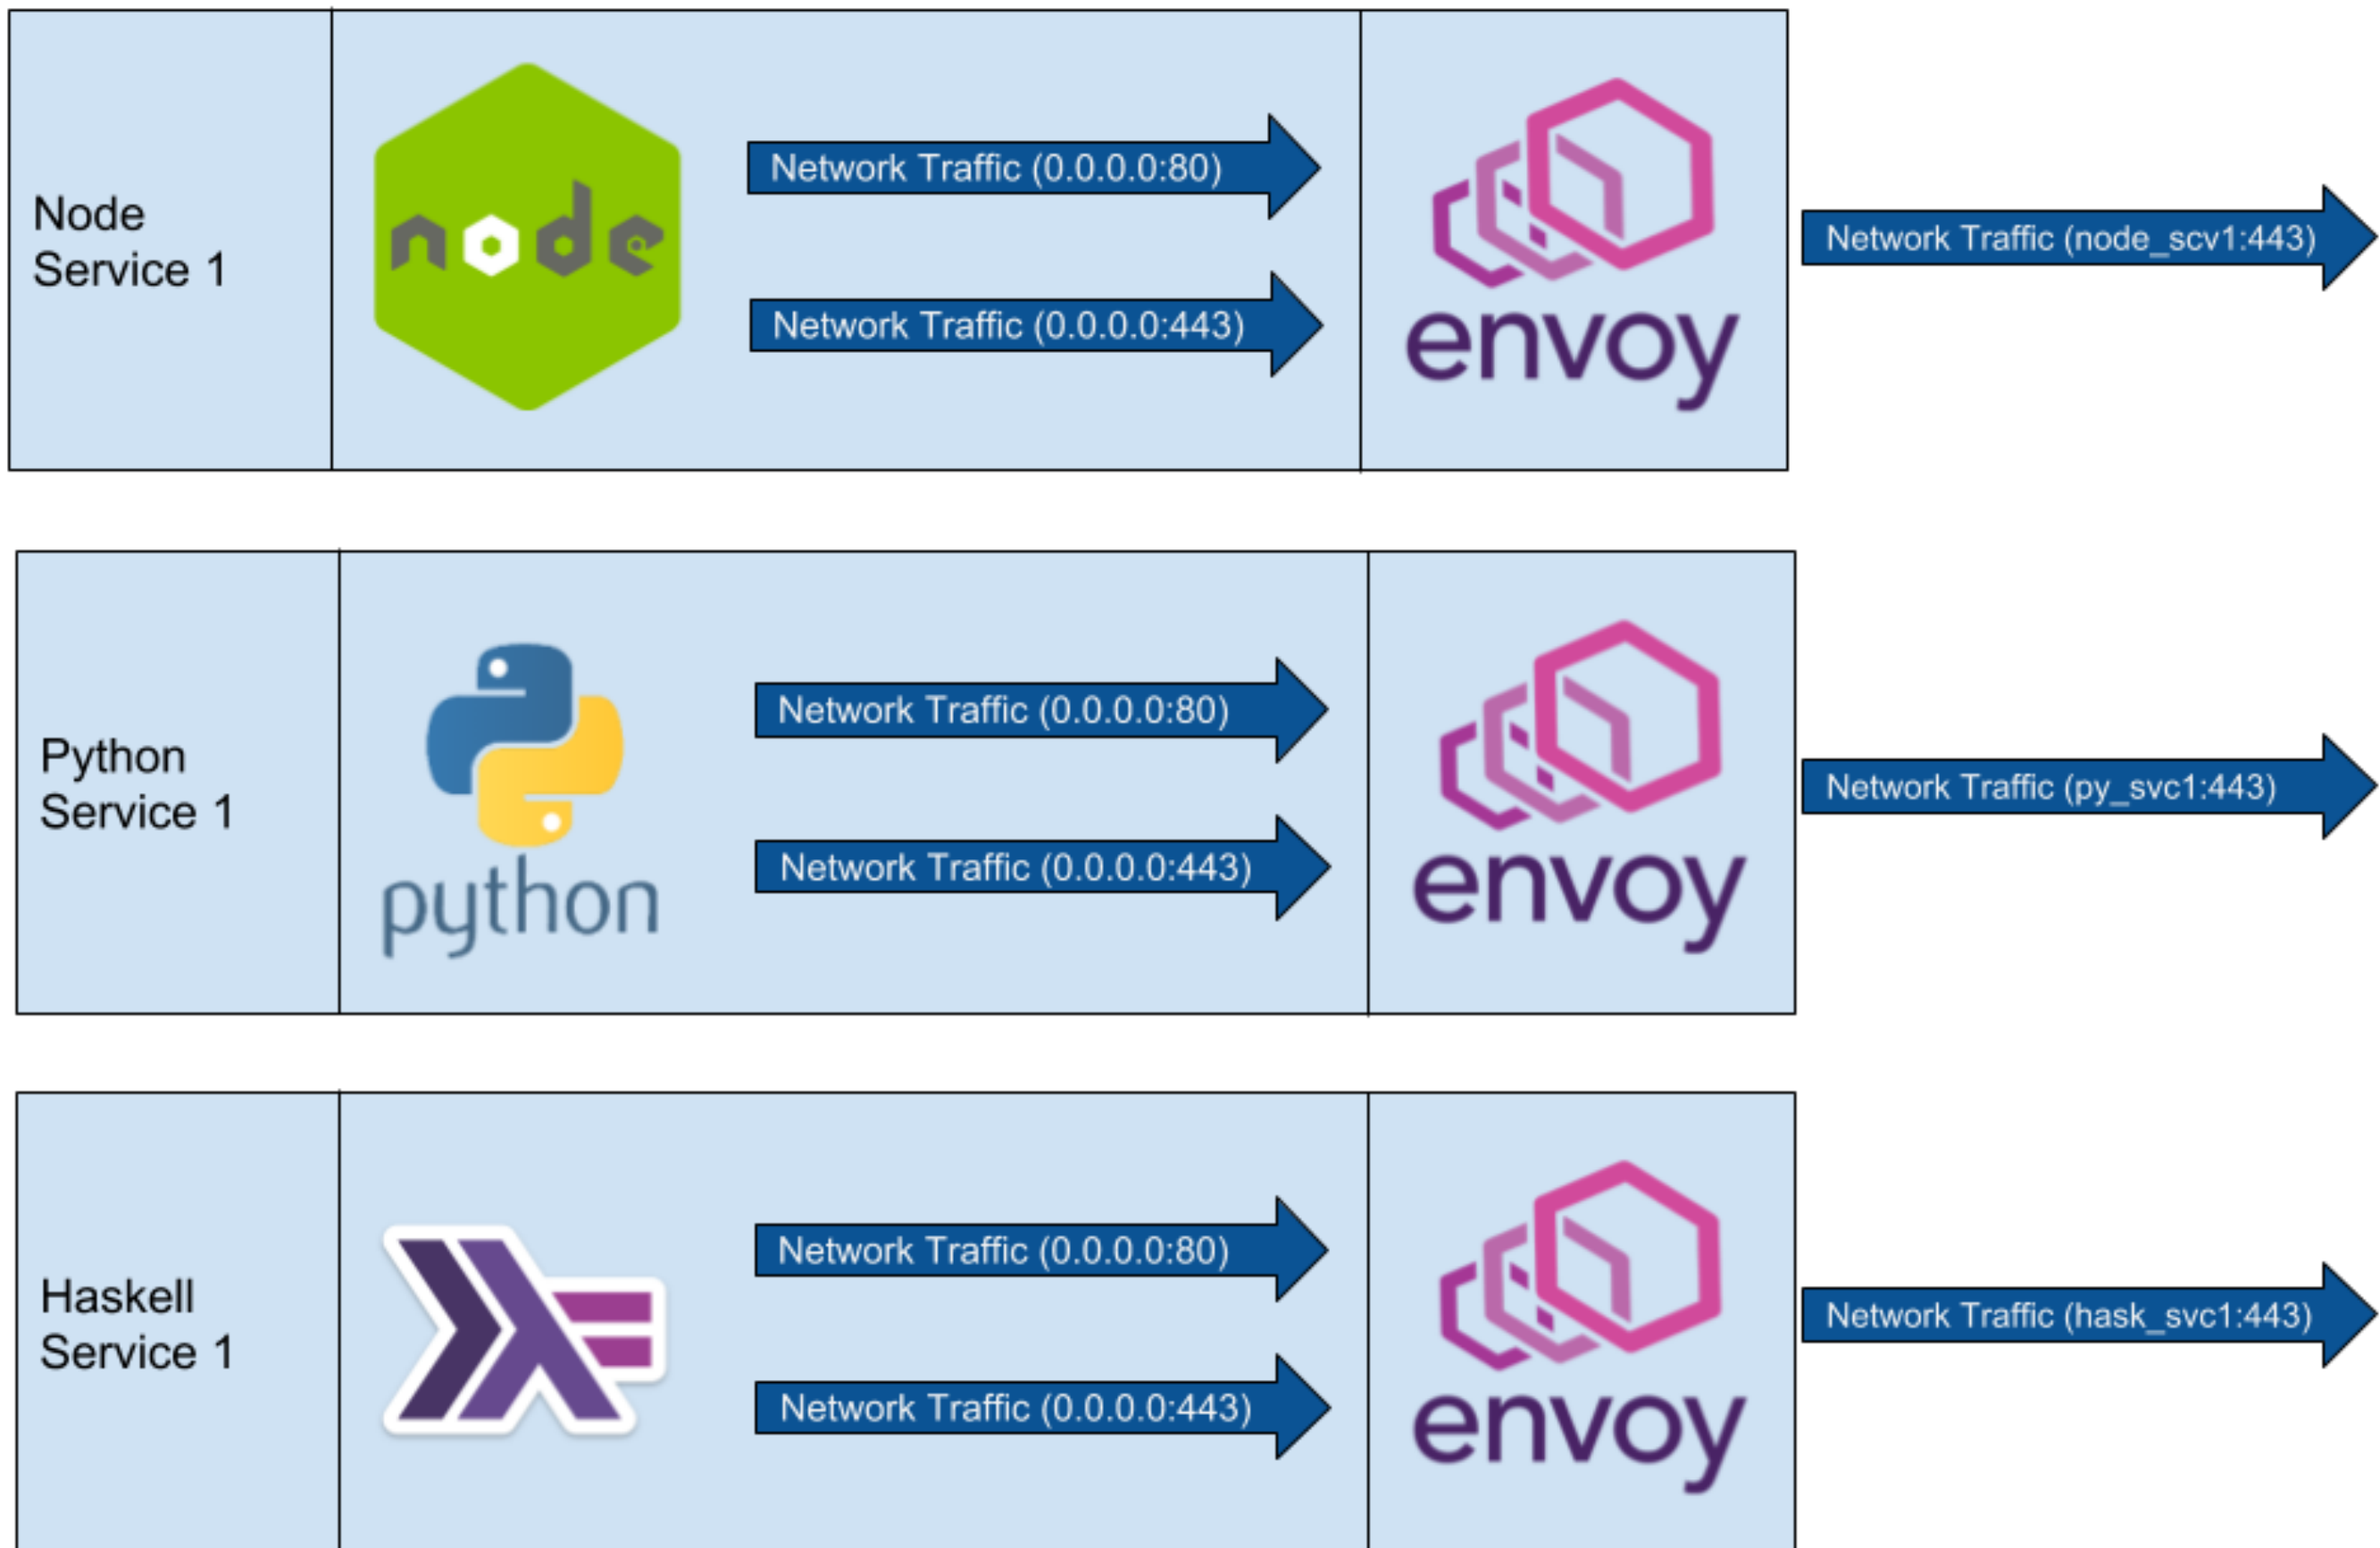 Node
Service 1
node
Network Traffic (0.0.0.0:80)
Network Traffic (0.0.0.0:443)
envoy
Network Traffic (node_scv1:443)
Python
Service 1
python
Network Traffic (0.0.0.0:80)
Network Traffic (0.0.0.0:443)
envoy
Network Traffic (py_svc1:443)
Haskell
Service 1
Network Traffic (0.0.0.0:80)
Network Traffic (0.0.0.0:443)
envoy
Network Traffic (hask_svc1:443)